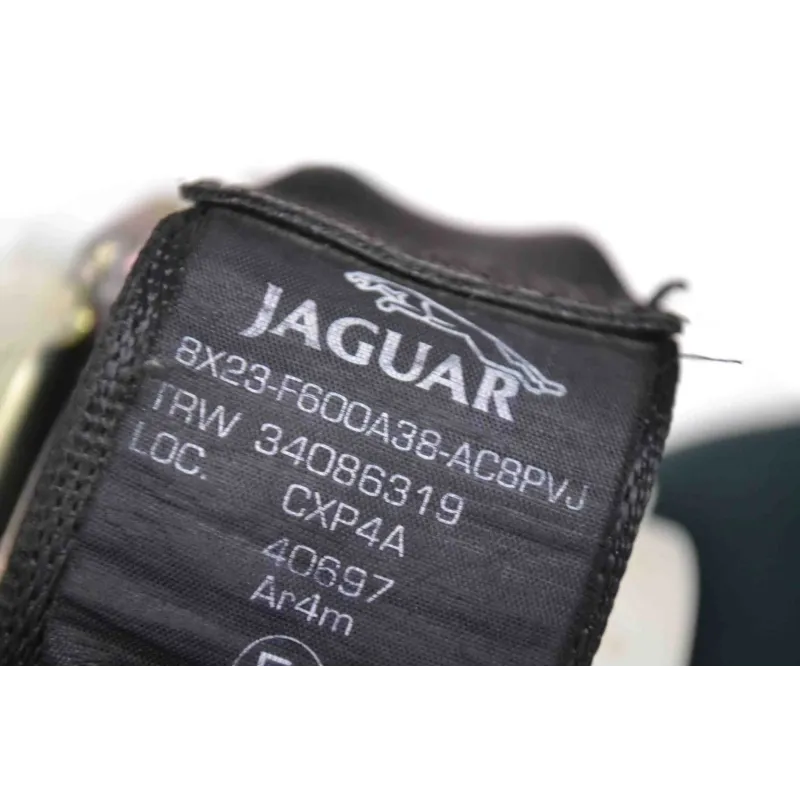 JAGUAR
8X23-F600A38-AC8PVJ
TRW 34086319
LOC. CXP4A
40697
Ar4m